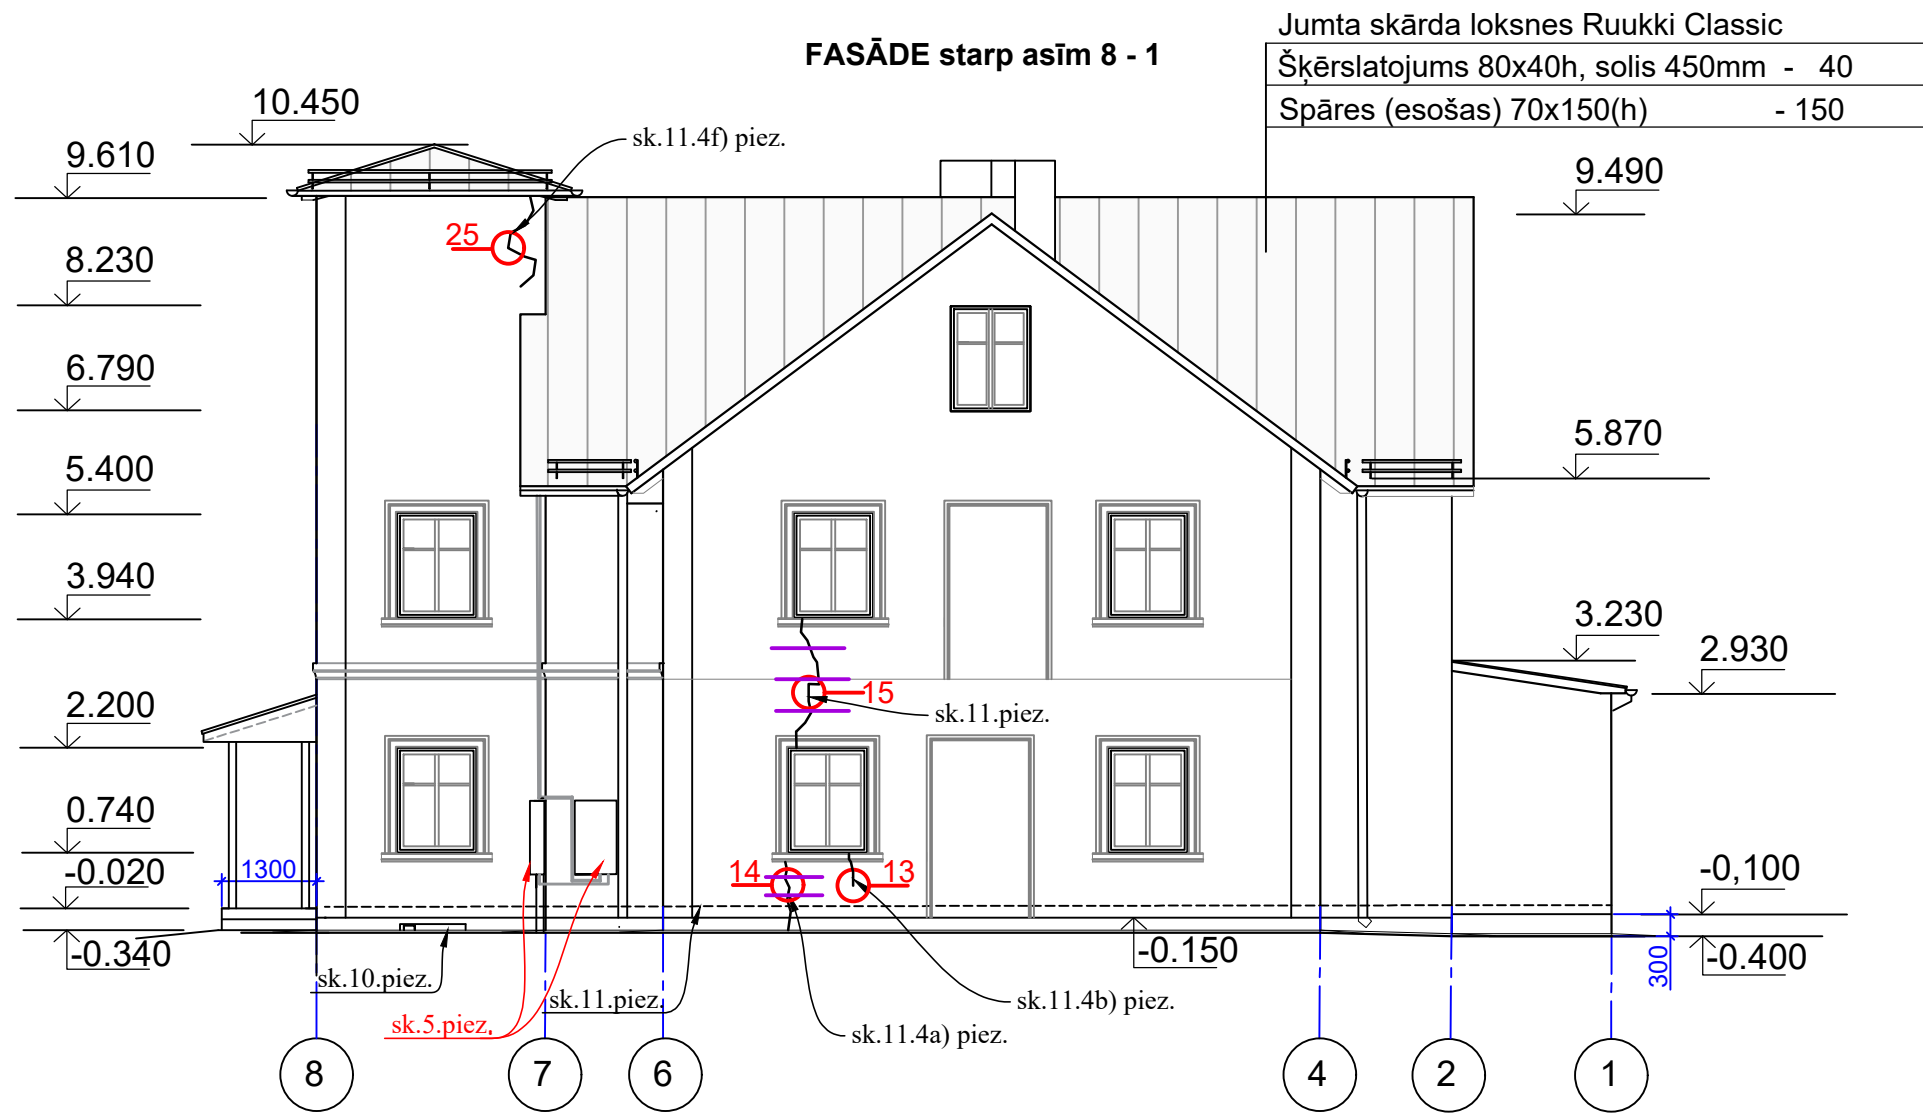 Jumta skārda loksnes Ruukki Classic
FASĀDE starp asīm 8 - 1
Šķērslatojums 80x40h, solis 450mm - 40
Spāres (esošas) 70x150(h) - 150
10.450
sk.11.4f) piez.
9.610
9.490
25
8.230
6.790
5.870
5.400
3.940
3.230
2.930
15
2.200
sk.11.piez.
0.740
-0.020
1300
14
13
-0,100
-0.340
-0.150
-0.400
300
sk.10.piez.
sk.11.piez.
sk.11.4b) piez.
sk.5.piez.
sk.11.4a) piez.
8
7
6
4
2
1